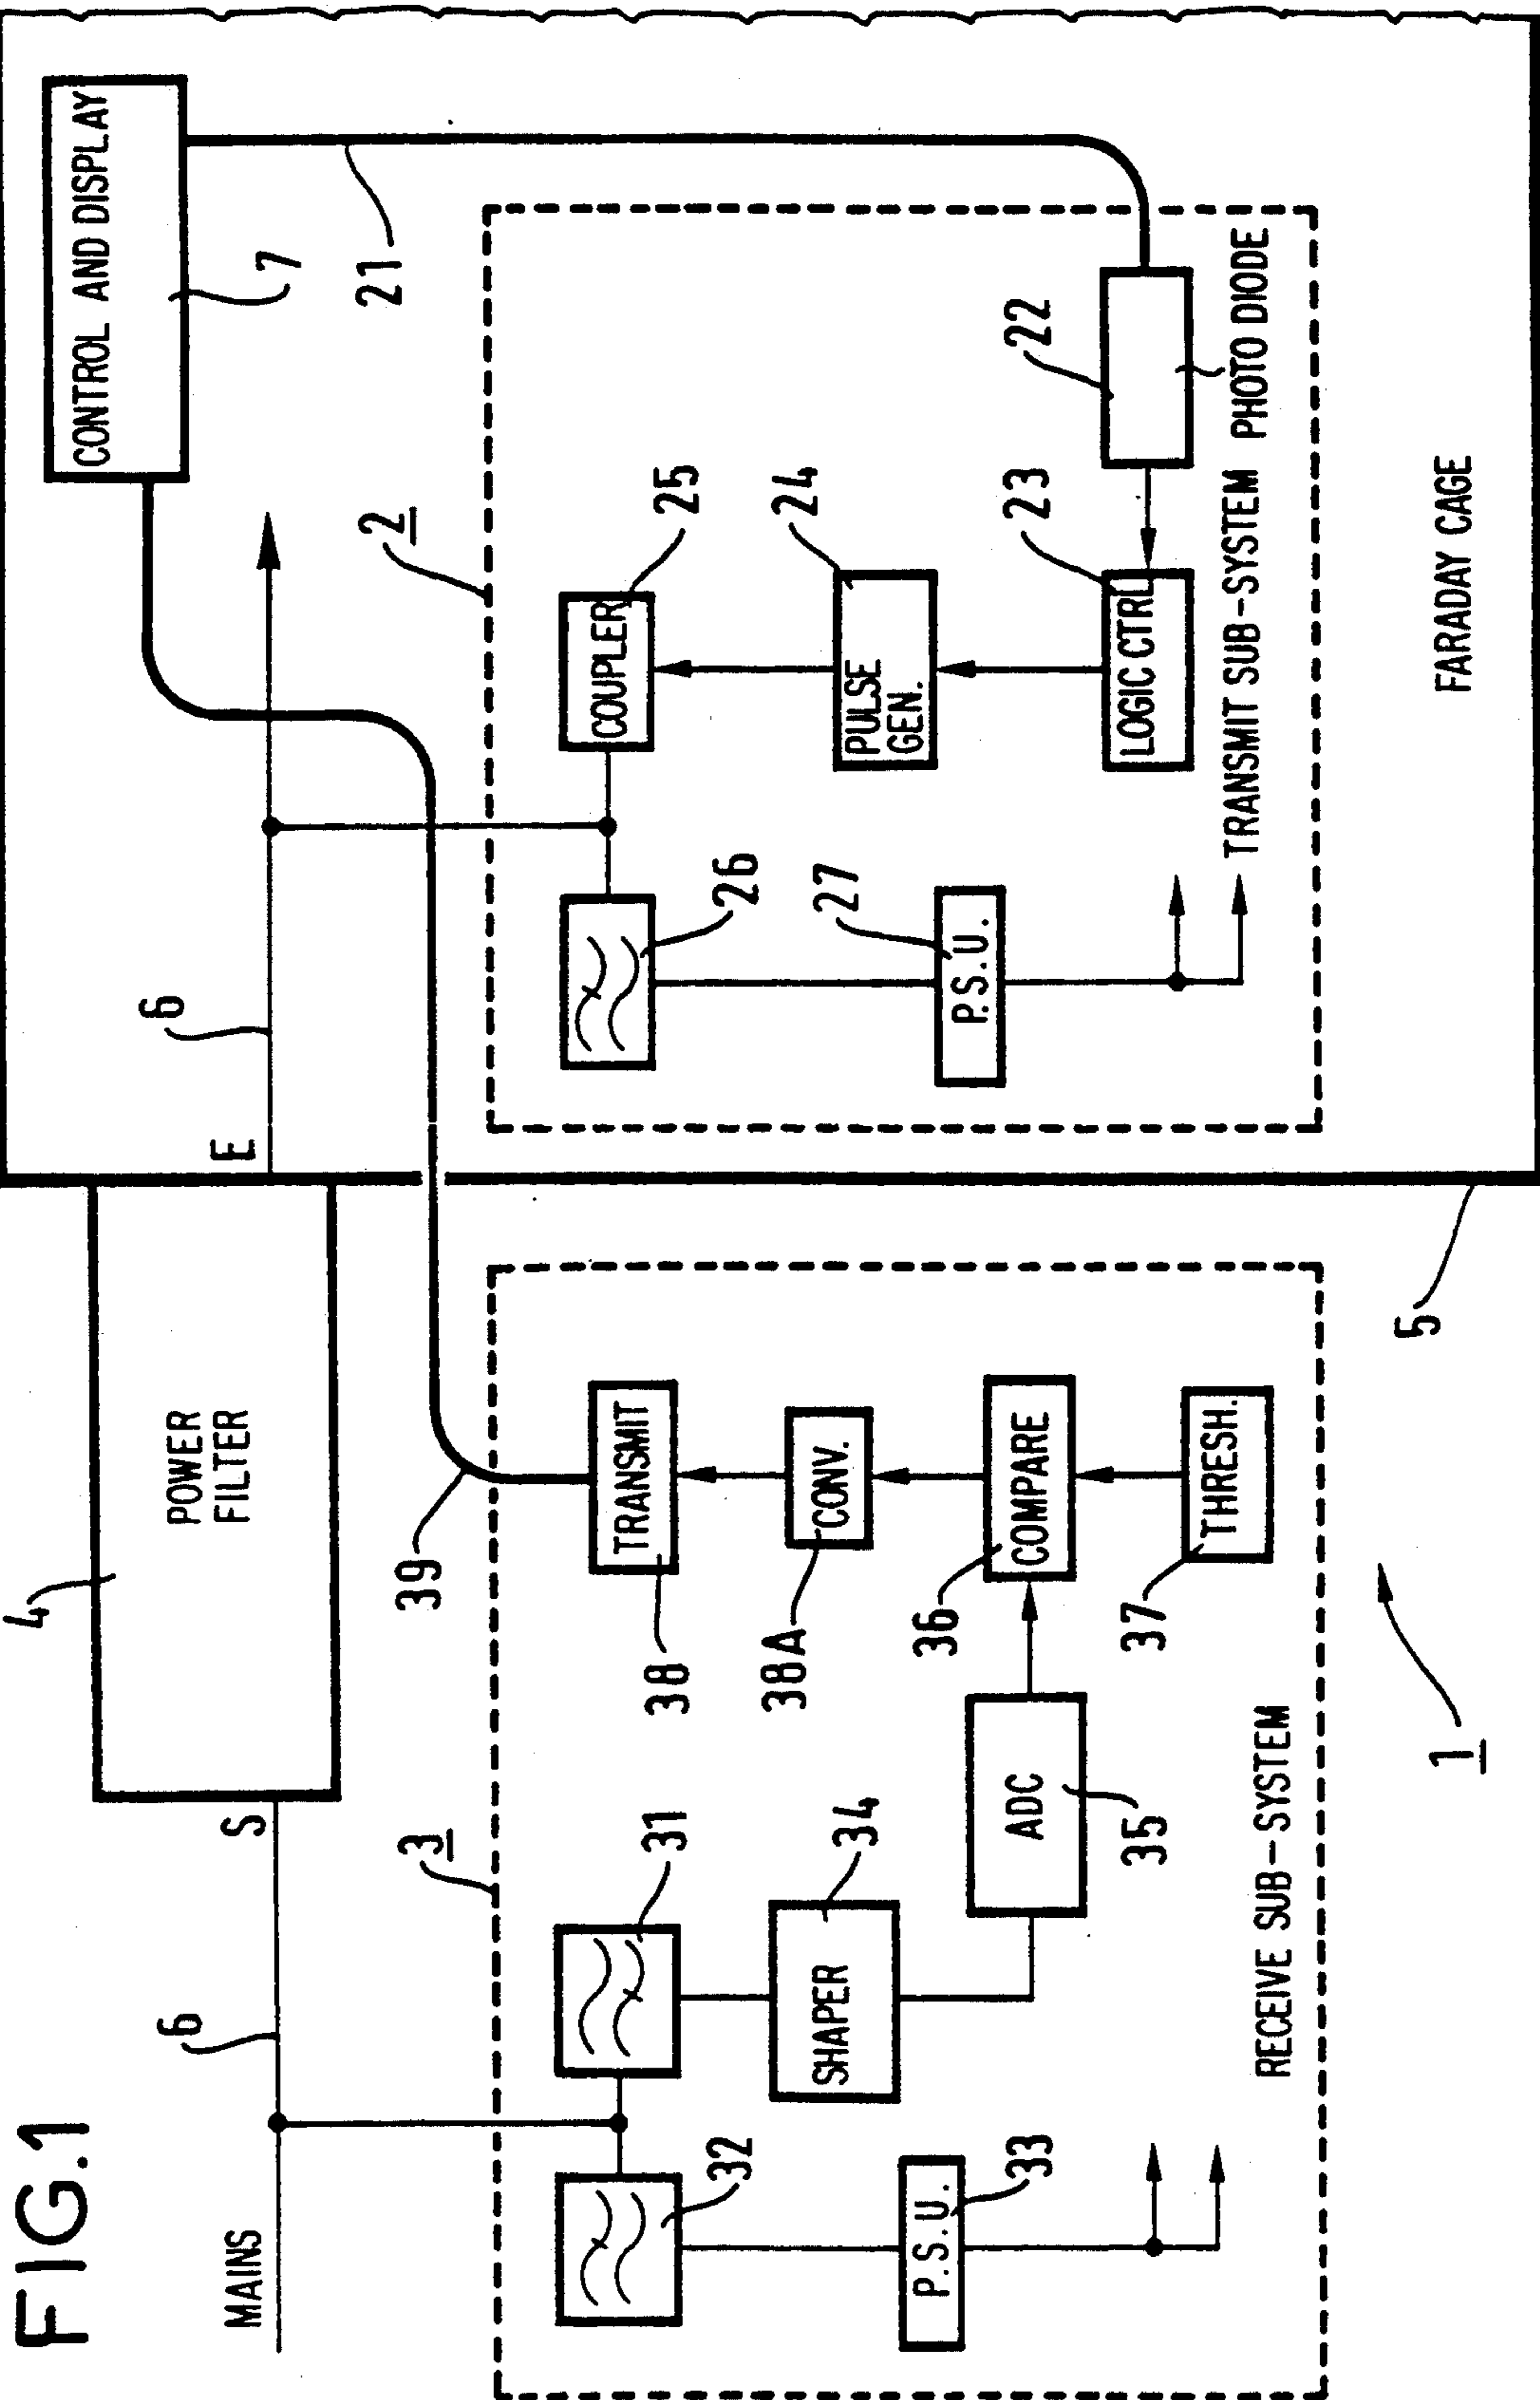 FIG.1
MAINS
6
S
4
POWER
FILTER
E
6
CONTROL AND DISPLAY
7
21
39
3
32
31
P.S.U.
33
SHAPER
34
ADC
35
TRANSMIT
38
CONV.
38A
COMPARE
36
THRESH.
37
RECEIVE SUB-SYSTEM
1
5
2
26
COUPLER
25
P.S.U.
27
PULSE
GEN.
24
LOGIC CTRL
23
22
PHOTO DIODE
TRANSMIT SUB-SYSTEM
FARADAY CAGE